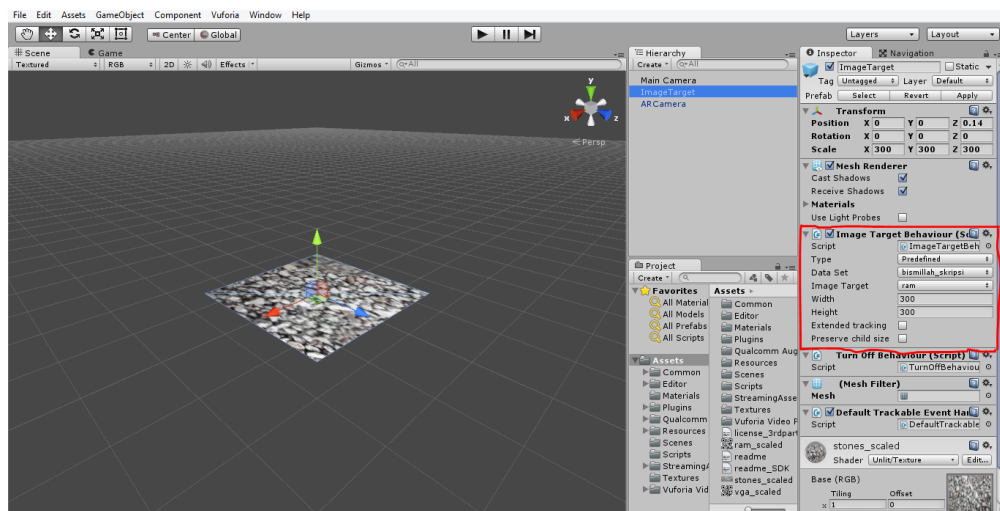 File Edit Assets GameObject Component Vuforia Window Help
Center Global
Layers Layout
Scene Game
Textured RGB 2D Effects Gizmos All
y
x z
Persp
Hierarchy
Create All
Main Camera
ImageTarget
ARCamera
Project
Create
Favorites
All Material
All Models
All Prefabs
All Scripts
Assets
Common
Editor
Materials
Plugins
Qualcomm
Resources
Scenes
Scripts
Streaming
Textures
Vuforia Vid
Assets
Common
Editor
Materials
Plugins
Qualcomm Aug
Resources
Scenes
Scripts
StreamingAsse
Textures
Vuforia Video F
license_3rdpart
ram_scaled
readme
readme_SDK
stones_scaled
vga_scaled
Inspector Navigation
ImageTarget Static
Tag Untagged Layer Default
Prefab Select Revert Apply
Transform
Position X 0 Y 0 Z 0.14
Rotation X 0 Y 0 Z 0
Scale X 300 Y 300 Z 300
Mesh Renderer
Cast Shadows
Receive Shadows
Materials
Use Light Probes
Image Target Behaviour (Sc
Script ImageTargetBeh
Type Predefined
Data Set bismillah_skripsi
Image Target ram
Width 300
Height 300
Extended tracking
Preserve child size
Turn Off Behaviour (Script)
Script TurnOffBehaviou
(Mesh Filter)
Mesh
Default Trackable Event Han
Script DefaultTrackable
stones_scaled
Shader Unlit/Texture Edit...
Base (RGB)
Tiling Offset
x 1 0